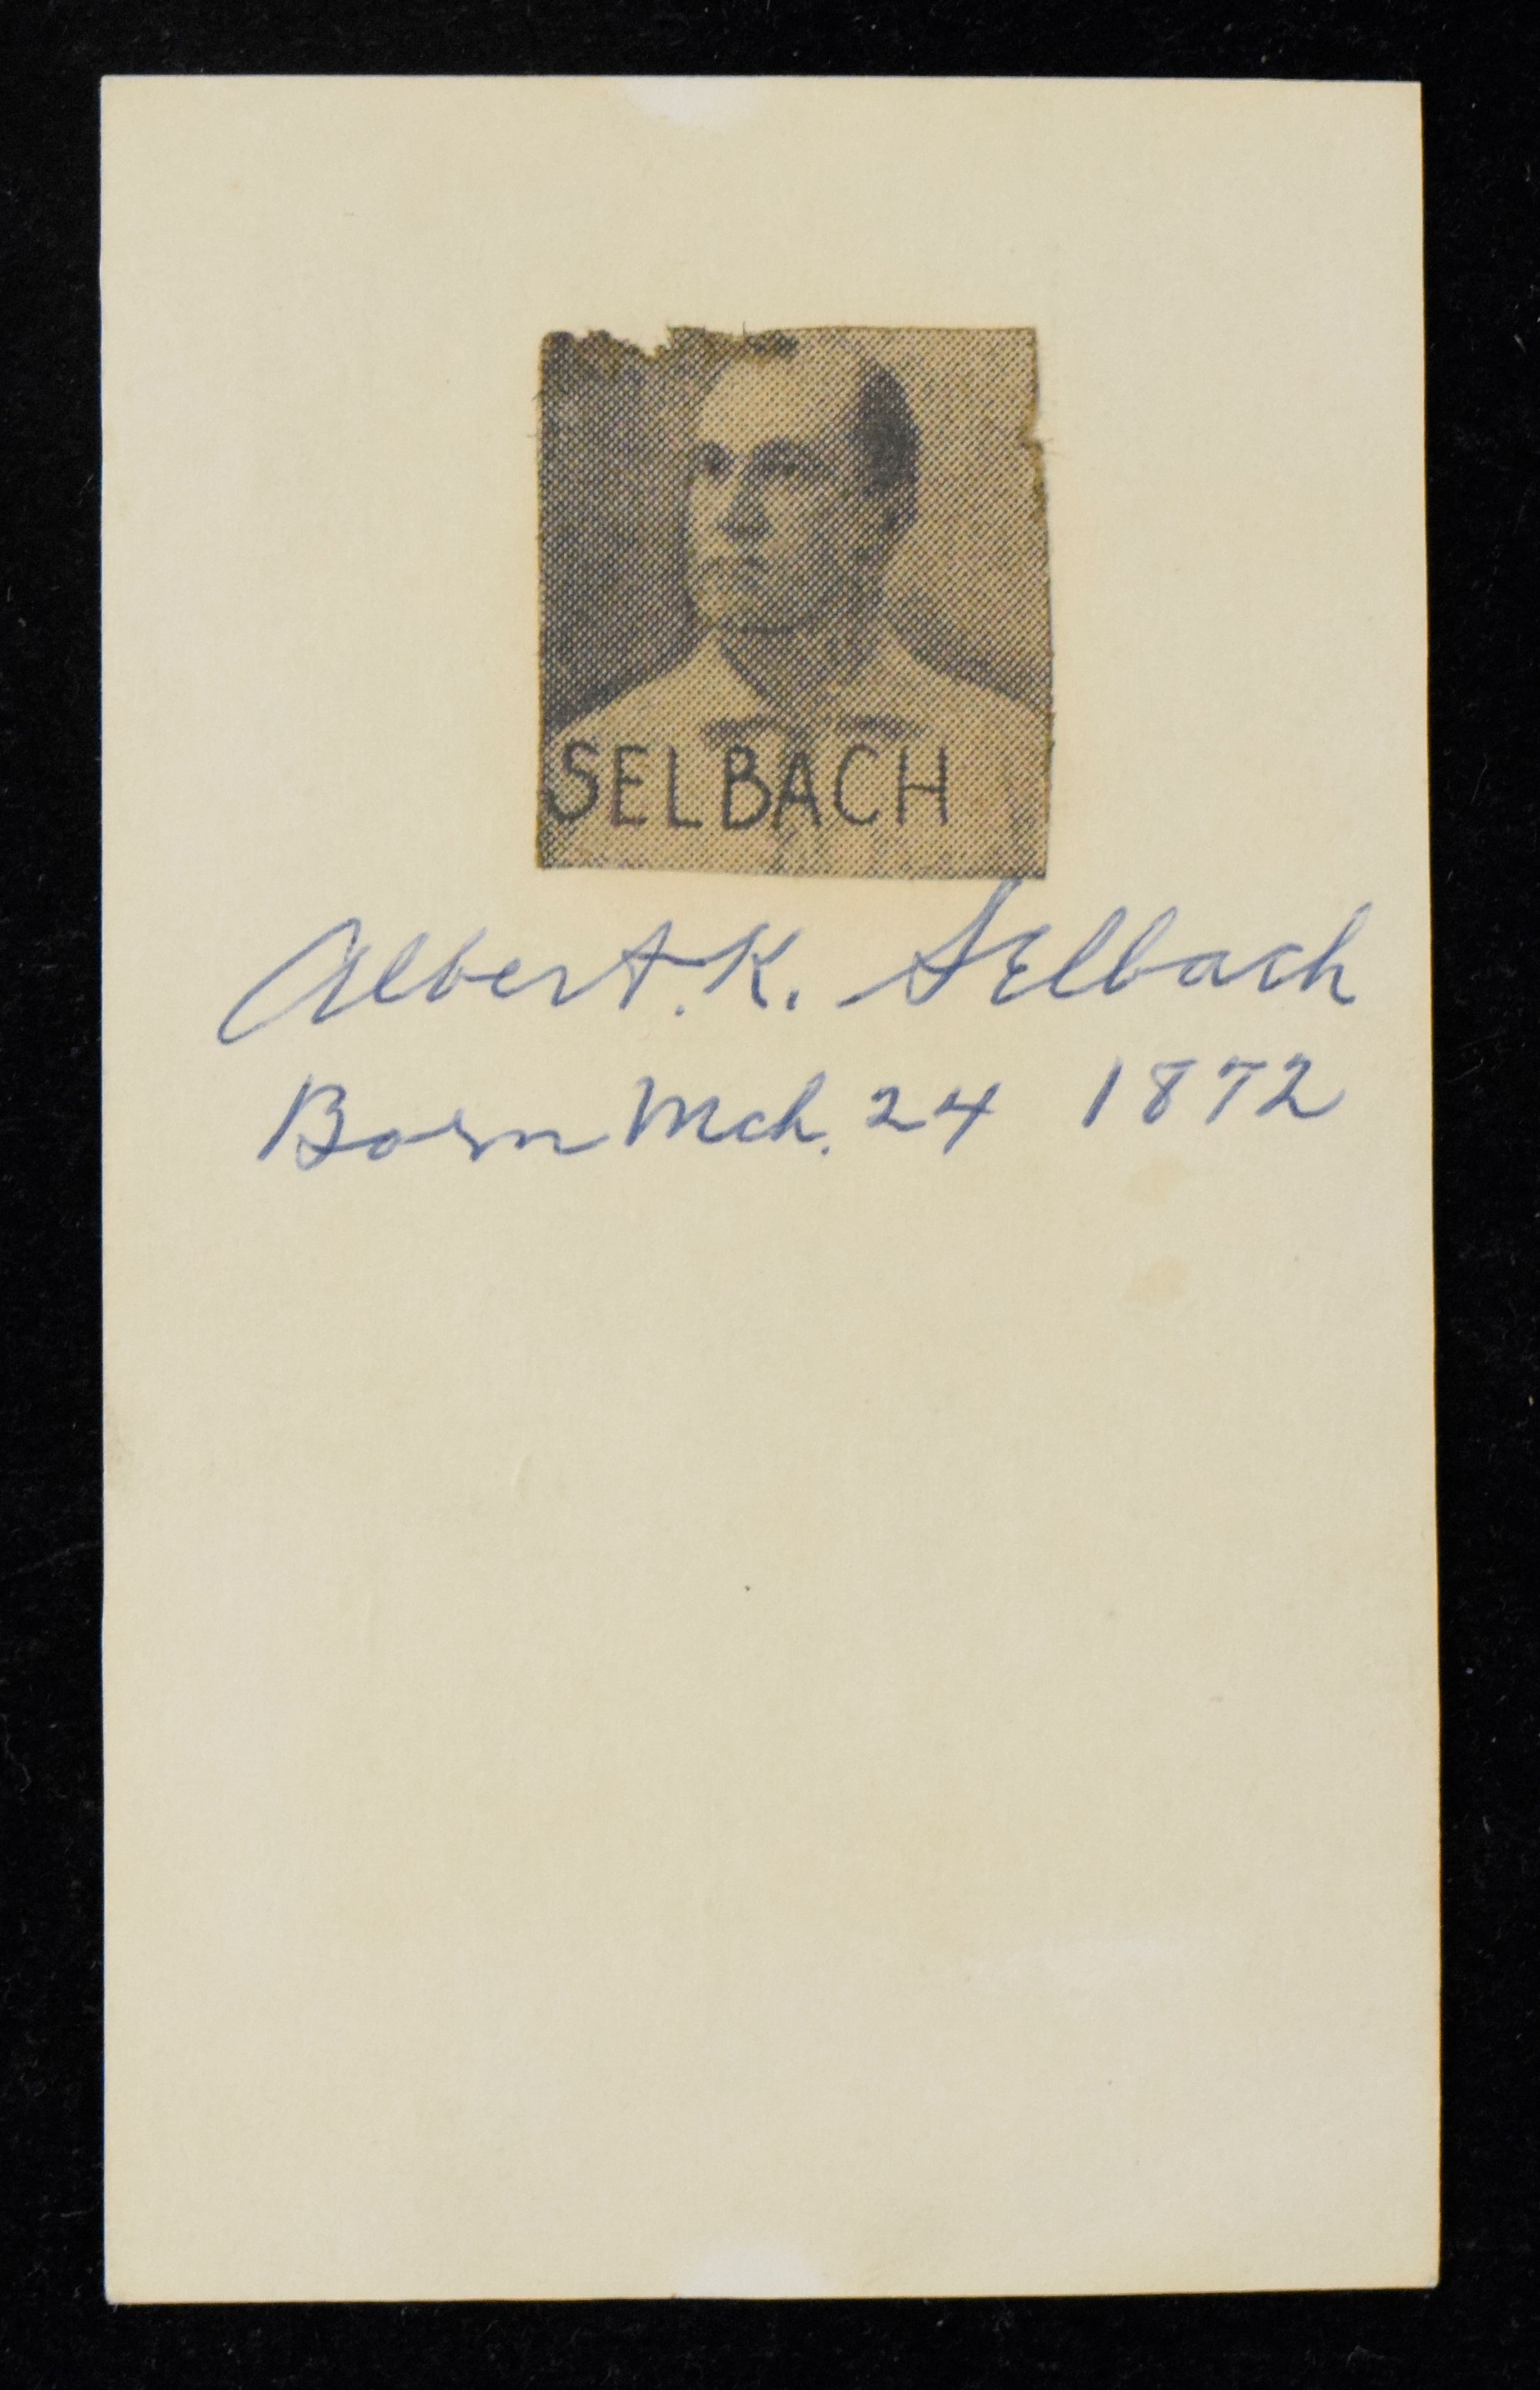 SELBACH
Albert. K. Selbach
Born Mch. 24 1872